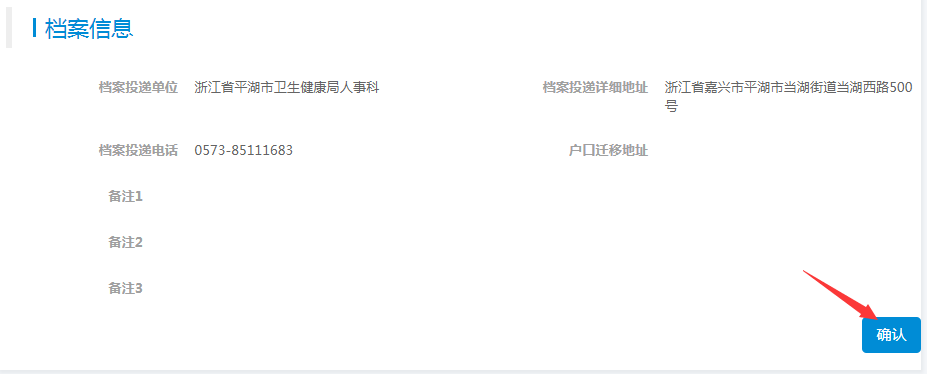 档案信息
档案投递单位 浙江省平湖市卫生健康局人事科 档案投递详细地址 浙江省嘉兴市平湖市当湖街道当湖西路500
号
档案投递电话 0573-85111683 户口迁移地址
备注1
备注2
备注3
确认